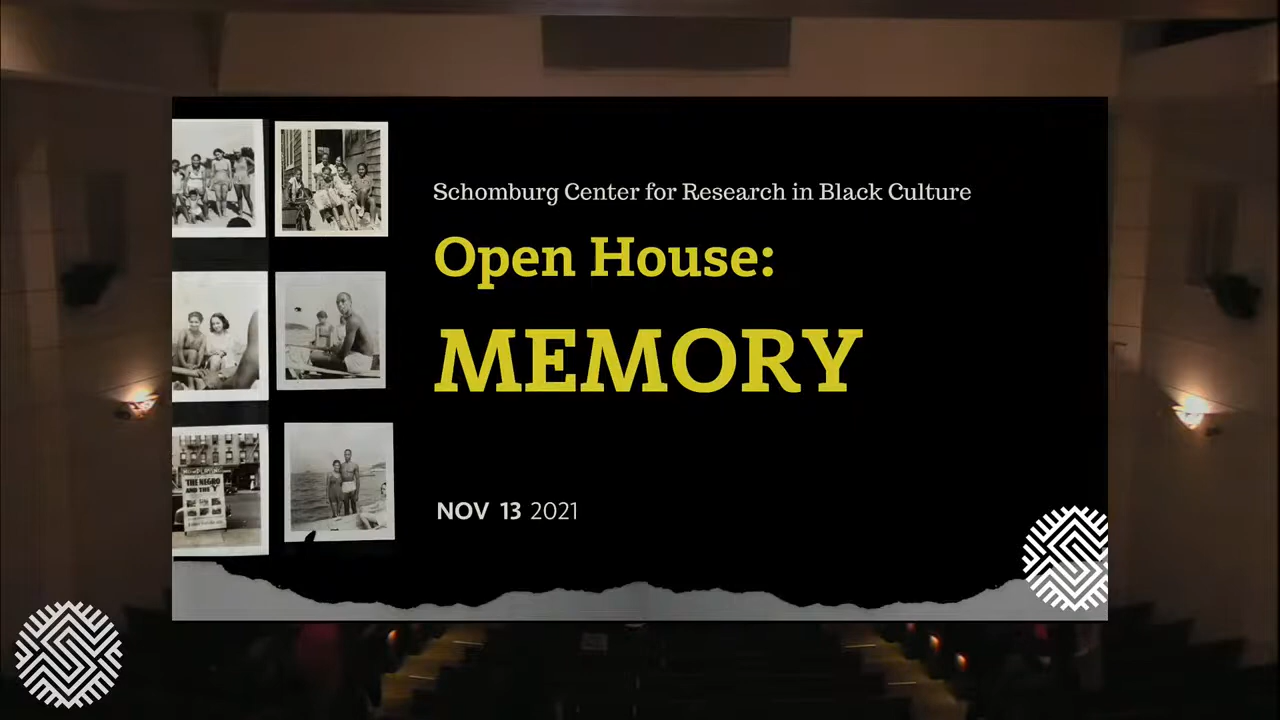 Schomburg Center for Research in Black Culture
Open House:
MEMORY
NOV 13 2021
THE NEGRO
AND THE Y